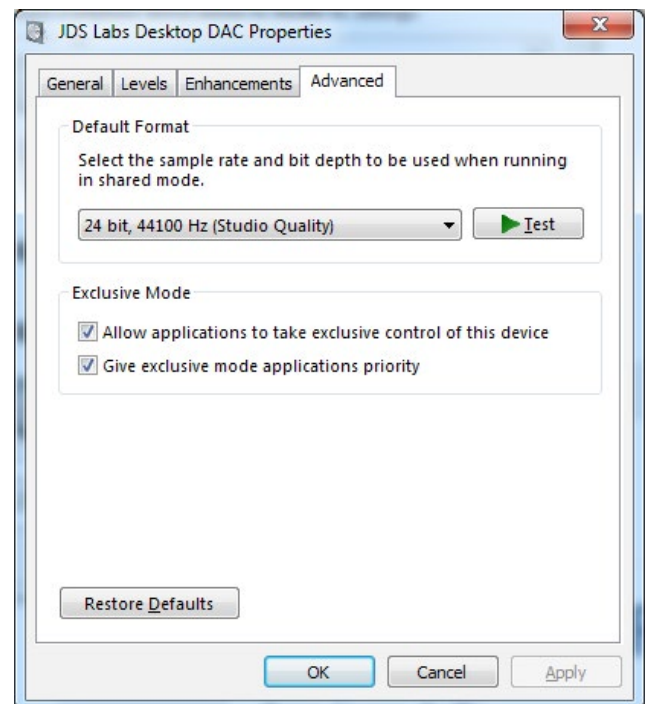 JDS Labs Desktop DAC Properties
General Levels Enhancements Advanced
Default Format
Select the sample rate and bit depth to be used when running
in shared mode.
24 bit, 44100 Hz (Studio Quality) Test
Exclusive Mode
Allow applications to take exclusive control of this device
Give exclusive mode applications priority
Restore Defaults
OK Cancel Apply